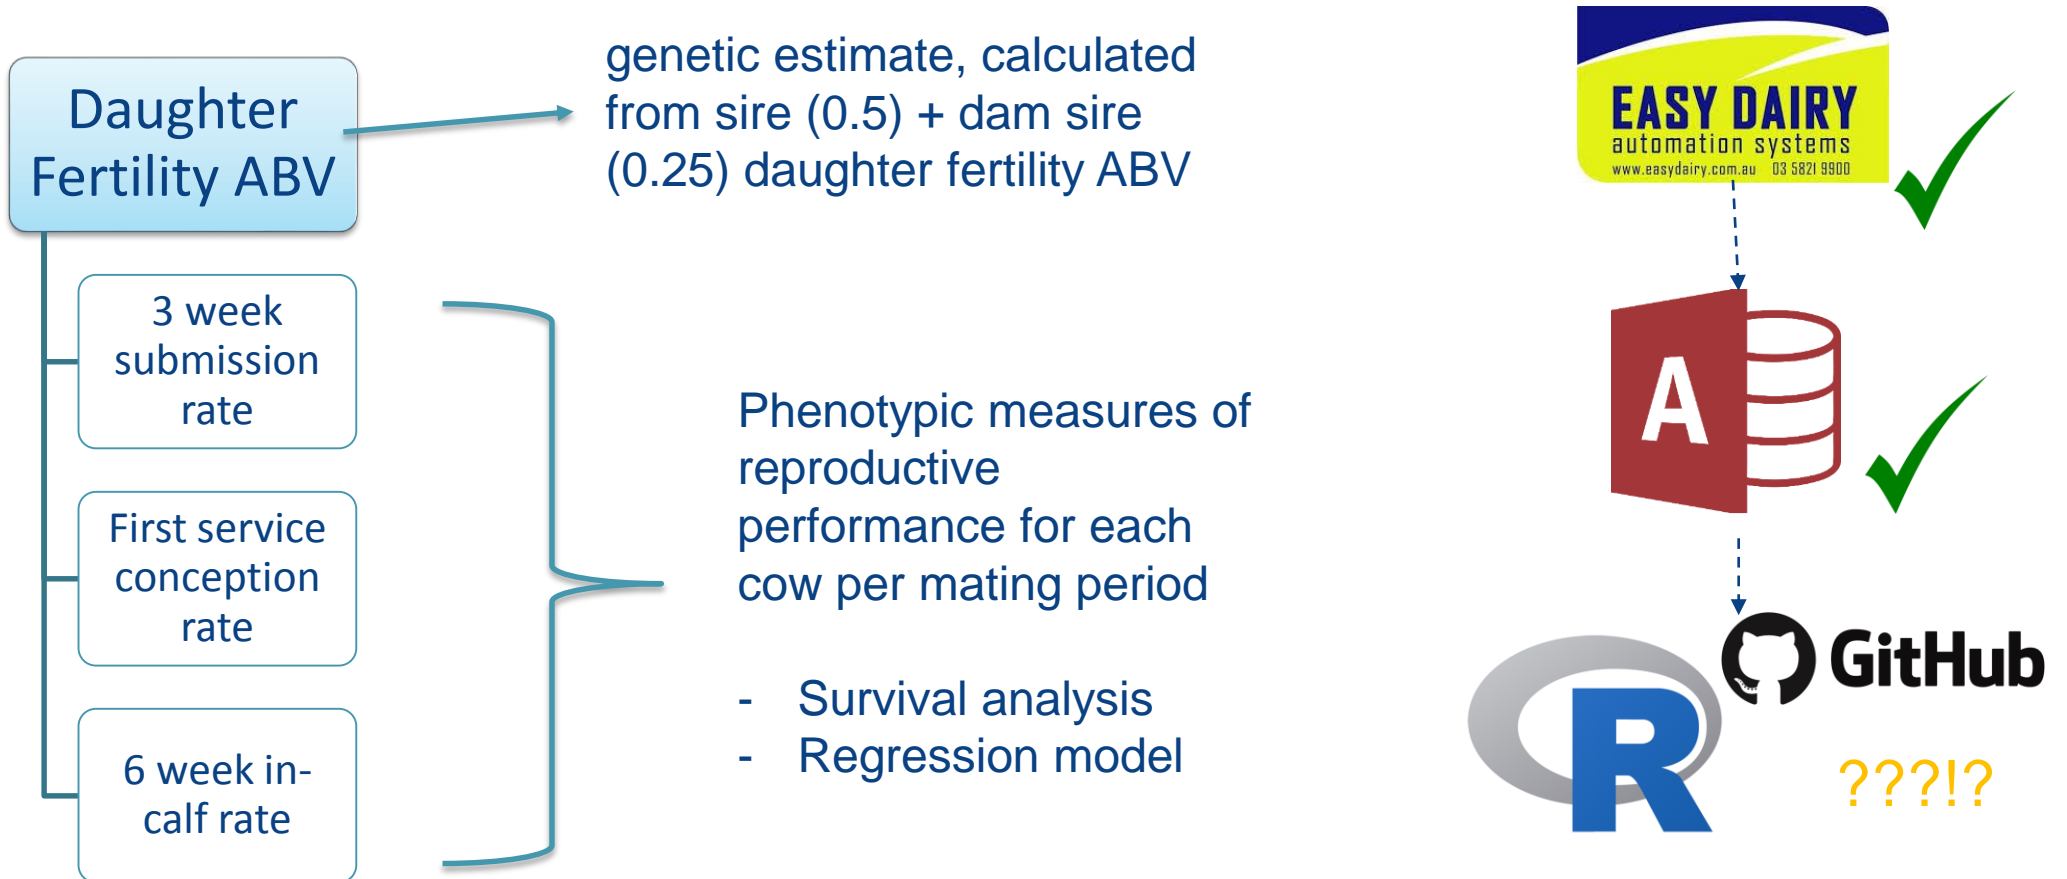 Daughter
Fertility ABV
genetic estimate, calculated
from sire (0.5) + dam sire
(0.25) daughter fertility ABV
3 week
submission
rate
First service
conception
rate
6 week in-
calf rate
Phenotypic measures of
reproductive
performance for each
cow per mating period
- Survival analysis
- Regression model
EASY DAIRY
automation systems
www.easydairy.com.au 03 5821 9900
A
R
GitHub
???!?